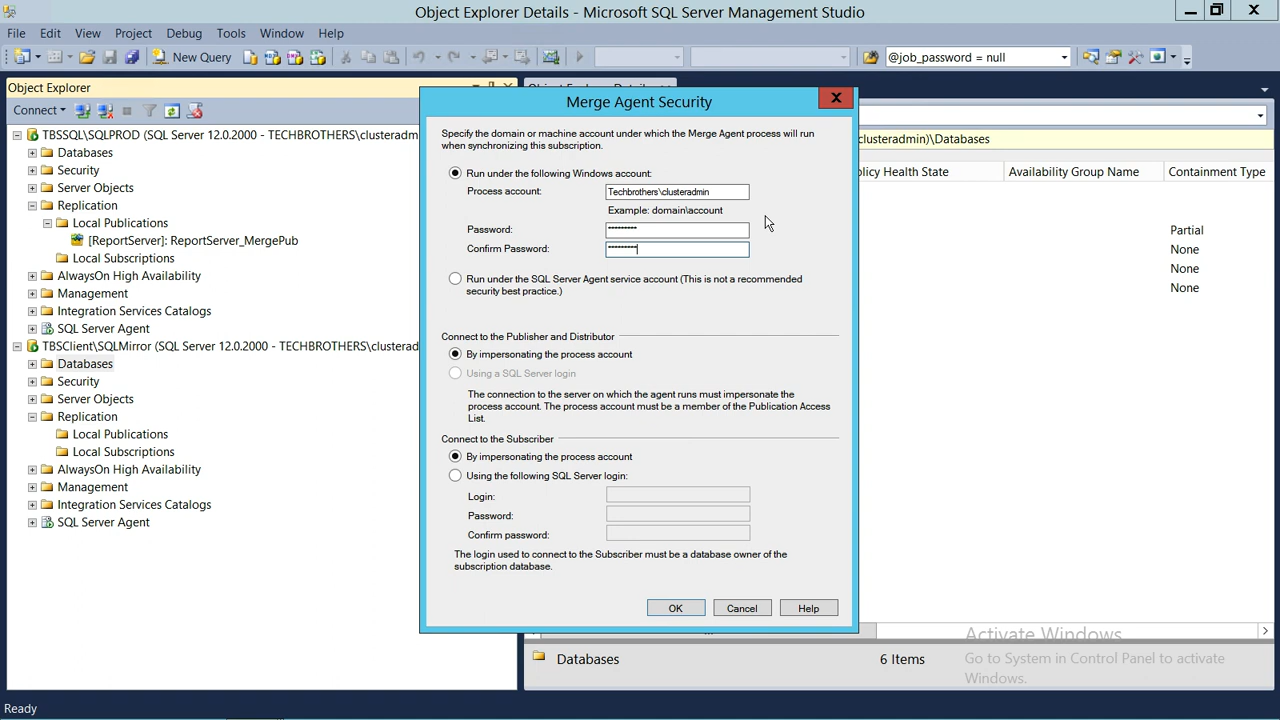 Object Explorer Details - Microsoft SQL Server Management Studio
File Edit View Project Debug Tools Window Help
New Query
@job_password = null
Object Explorer
Connect
TBSSQL\SQLPROD (SQL Server 12.0.2000 - TECHBROTHERS\clusteradm
Databases
Security
Server Objects
Replication
Local Publications
[ReportServer]: ReportServer_MergePub
Local Subscriptions
AlwaysOn High Availability
Management
Integration Services Catalogs
SQL Server Agent
TBSClient\SQLMirror (SQL Server 12.0.2000 - TECHBROTHERS\clusterad
Databases
Security
Server Objects
Replication
Local Publications
Local Subscriptions
AlwaysOn High Availability
Management
Integration Services Catalogs
SQL Server Agent
Merge Agent Security
Specify the domain or machine account under which the Merge Agent process will run
when synchronizing this subscription.
Run under the following Windows account:
Process account: Techbrothers\clusteradmin
Example: domain\account
Password: *********
Confirm Password: *********
Run under the SQL Server Agent service account (This is not a recommended
security best practice.)
Connect to the Publisher and Distributor
By impersonating the process account
Using a SQL Server login
The connection to the server on which the agent runs must impersonate the
process account. The process account must be a member of the Publication Access
List.
Connect to the Subscriber
By impersonating the process account
Using the following SQL Server login:
Login:
Password:
Confirm password:
The login used to connect to the Subscriber must be a database owner of the
subscription database.
OK Cancel Help
clusteradmin)\Databases
olicy Health State Availability Group Name Containment Type
Partial
None
None
None
Databases 6 Items
Activate Windows
Go to System in Control Panel to activate
Windows.
Ready